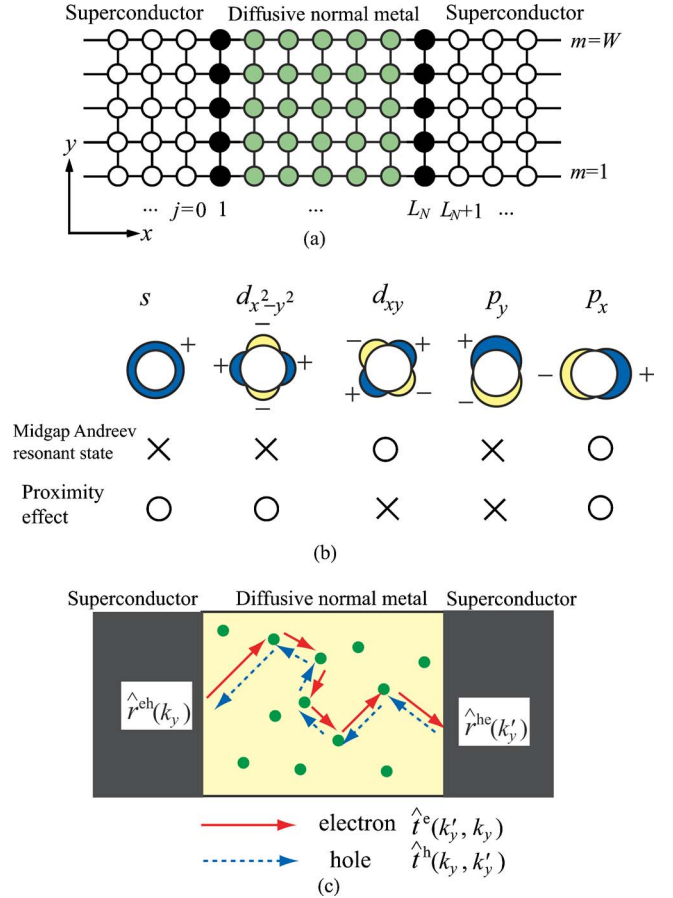 Superconductor Diffusive normal metal Superconductor
m=W
y
m=1
... j=0 1 ... L_N L_N+1 ...
x
(a)
s d_{x^2-y^2} d_{xy} p_y p_x
−
+ − + +
+ + − +
+ − − −
−
Midgap Andreev
resonant state × × ○ × ○
Proximity
effect ○ ○ × × ○
(b)
Superconductor Diffusive normal metal Superconductor
r̂^{eh}(k_y) r̂^{he}(k'_y)
electron t̂^e(k'_y, k_y)
hole t̂^h(k_y, k'_y)
(c)